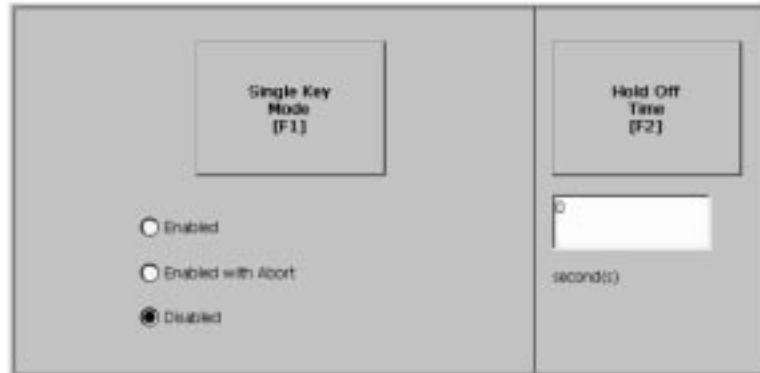 Single Key
Mode
[F1]
Enabled
Enabled with Abort
Disabled
Hold Off
Time
[F2]
0
second(s)